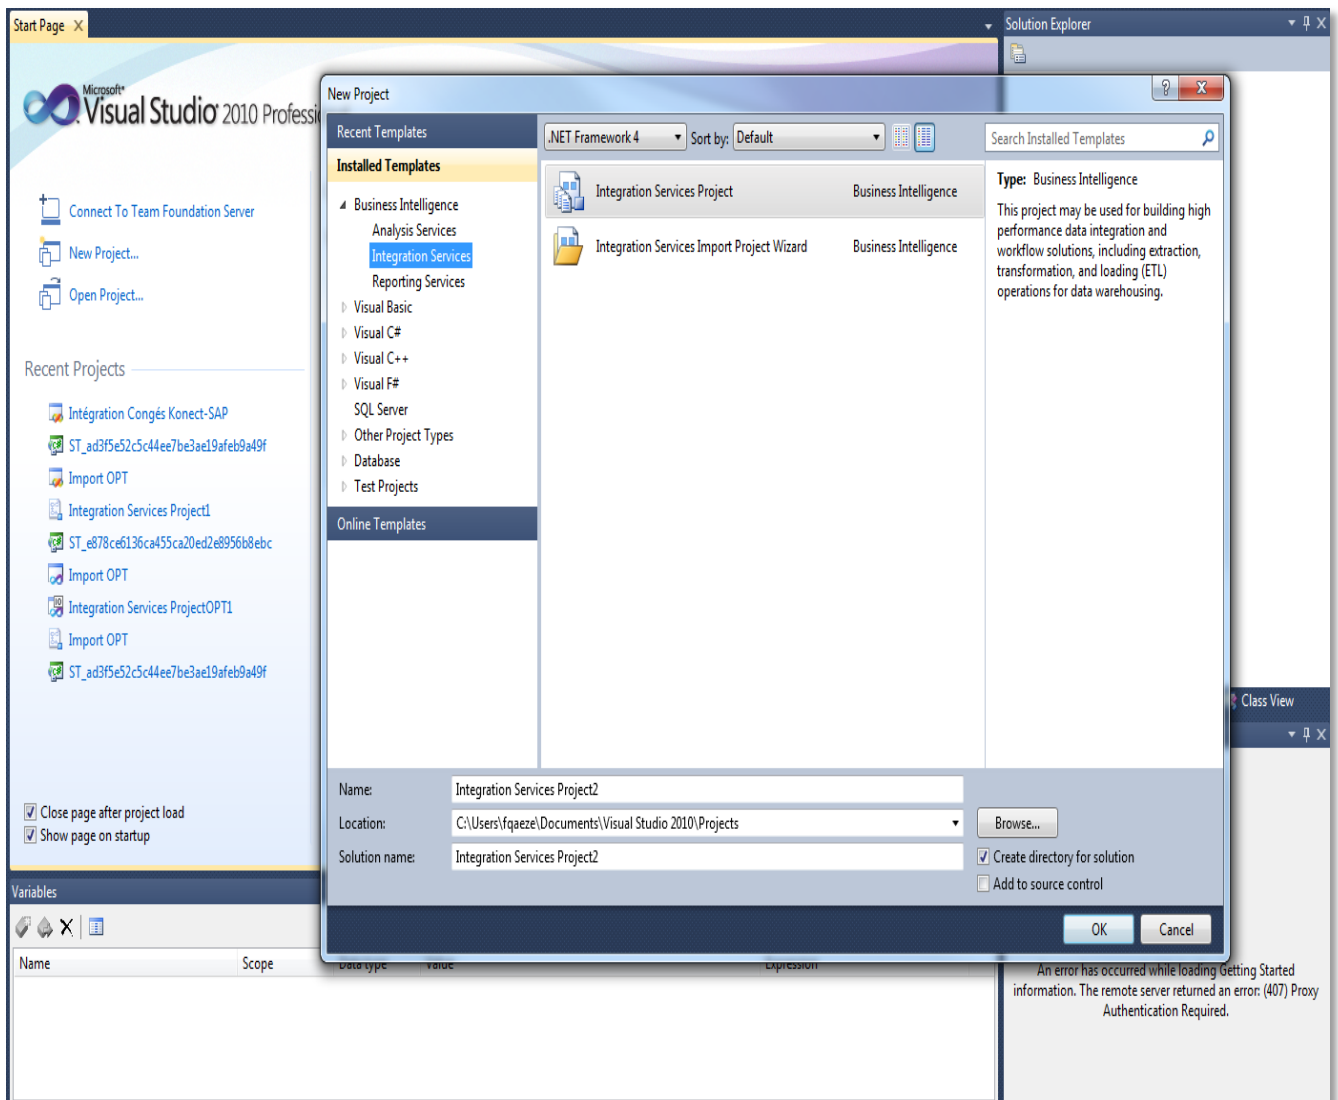 Start Page
Solution Explorer
Microsoft®
Visual Studio 2010 Professi
Connect To Team Foundation Server
New Project...
Open Project...
Recent Projects
Intégration Congés Konect-SAP
ST_ad3f5e52c5c44ee7be3ae19afeb9a49f
Import OPT
Integration Services Project1
ST_e878ce6136ca455ca20ed2e8956b8ebc
Import OPT
Integration Services ProjectOPT1
Import OPT
ST_ad3f5e52c5c44ee7be3ae19afeb9a49f
Close page after project load
Show page on startup
New Project
Recent Templates
Installed Templates
Business Intelligence
Analysis Services
Integration Services
Reporting Services
Visual Basic
Visual C#
Visual C++
Visual F#
SQL Server
Other Project Types
Database
Test Projects
Online Templates
.NET Framework 4 Sort by: Default
Search Installed Templates
Integration Services Project Business Intelligence
Integration Services Import Project Wizard Business Intelligence
Type: Business Intelligence
This project may be used for building high
performance data integration and
workflow solutions, including extraction,
transformation, and loading (ETL)
operations for data warehousing.
Name: Integration Services Project2
Location: C:\Users\fqaeze\Documents\Visual Studio 2010\Projects Browse...
Solution name: Integration Services Project2
Create directory for solution
Add to source control
OK Cancel
Class View
Variables
Name Scope Data type Value Expression
An error has occurred while loading Getting Started
information. The remote server returned an error: (407) Proxy
Authentication Required.